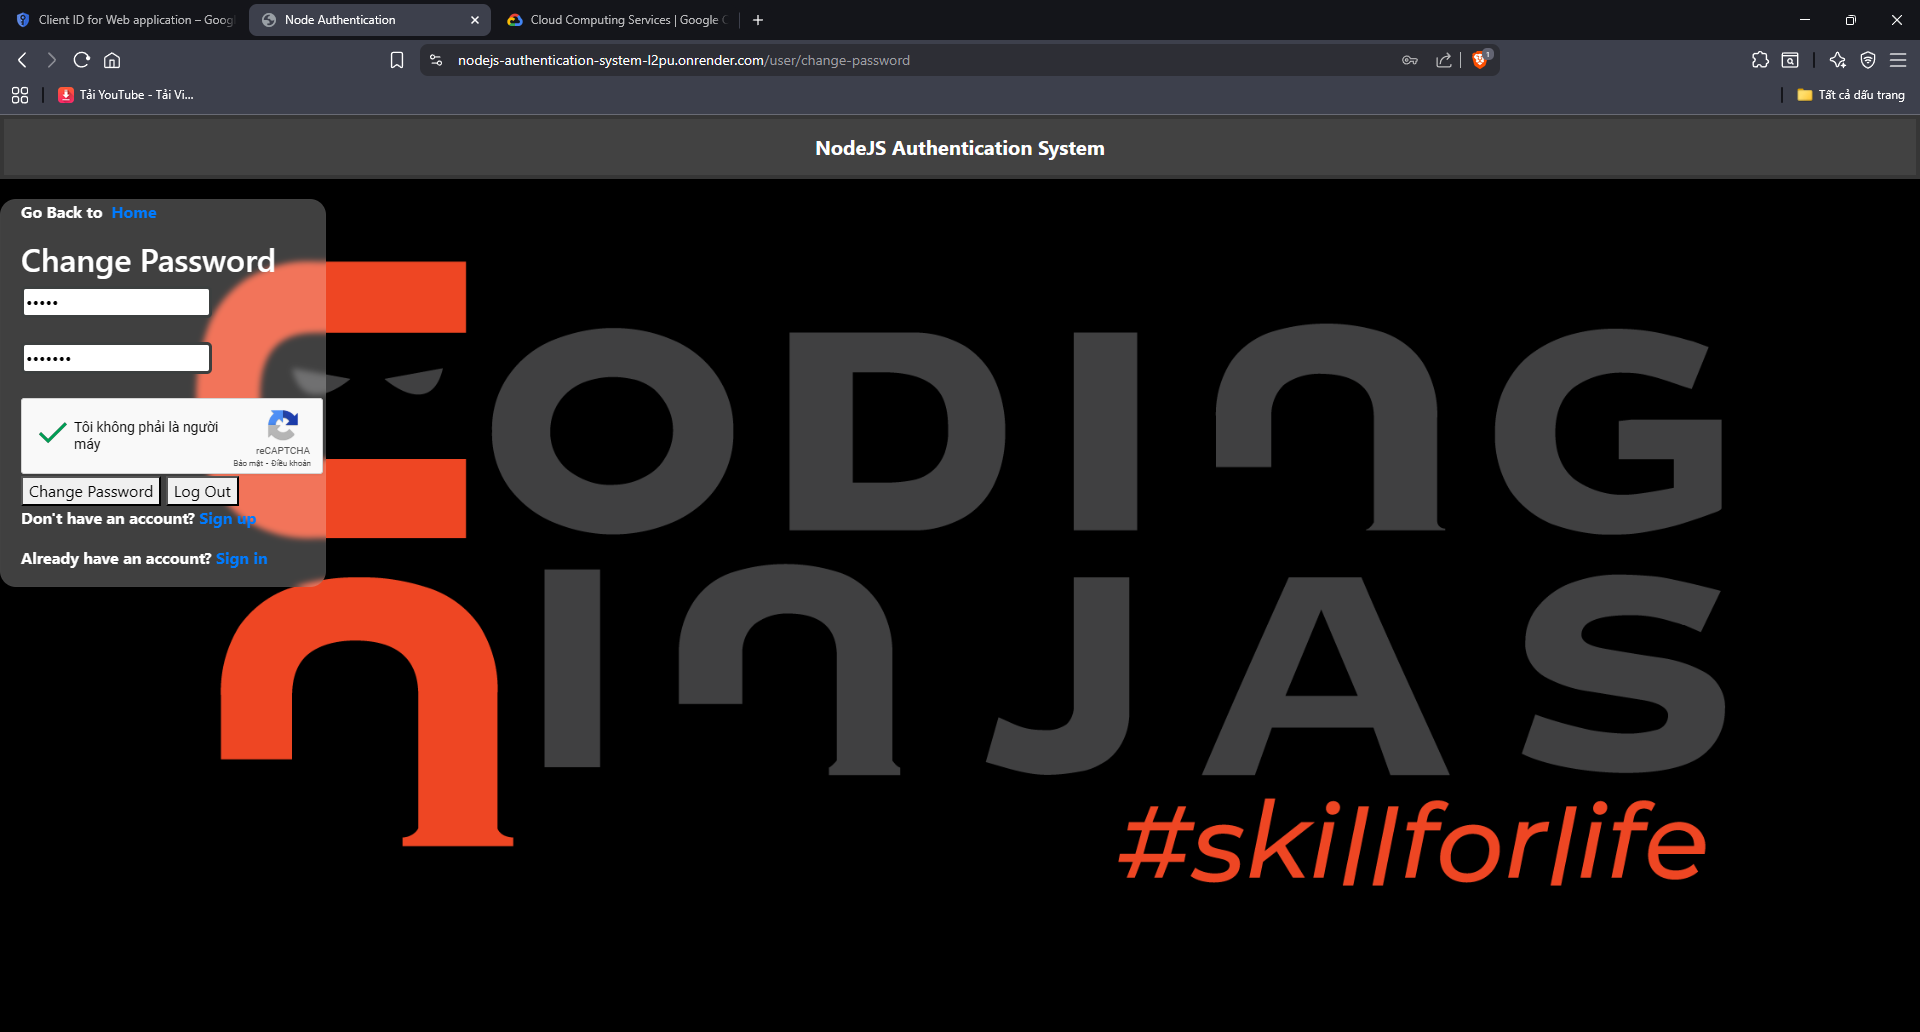 Client ID for Web application – Goog
Node Authentication
Cloud Computing Services | Google C
nodejs-authentication-system-l2pu.onrender.com/user/change-password
1
Tải YouTube - Tải Vi...
Tất cả dấu trang
NodeJS Authentication System
Go Back to Home
Change Password
•••••
•••••••
Tôi không phải là người
máy
reCAPTCHA
Bảo mật - Điều khoản
Change Password
Log Out
Don't have an account? Sign up
Already have an account? Sign in
CODING
NINJAS
#skillforlife